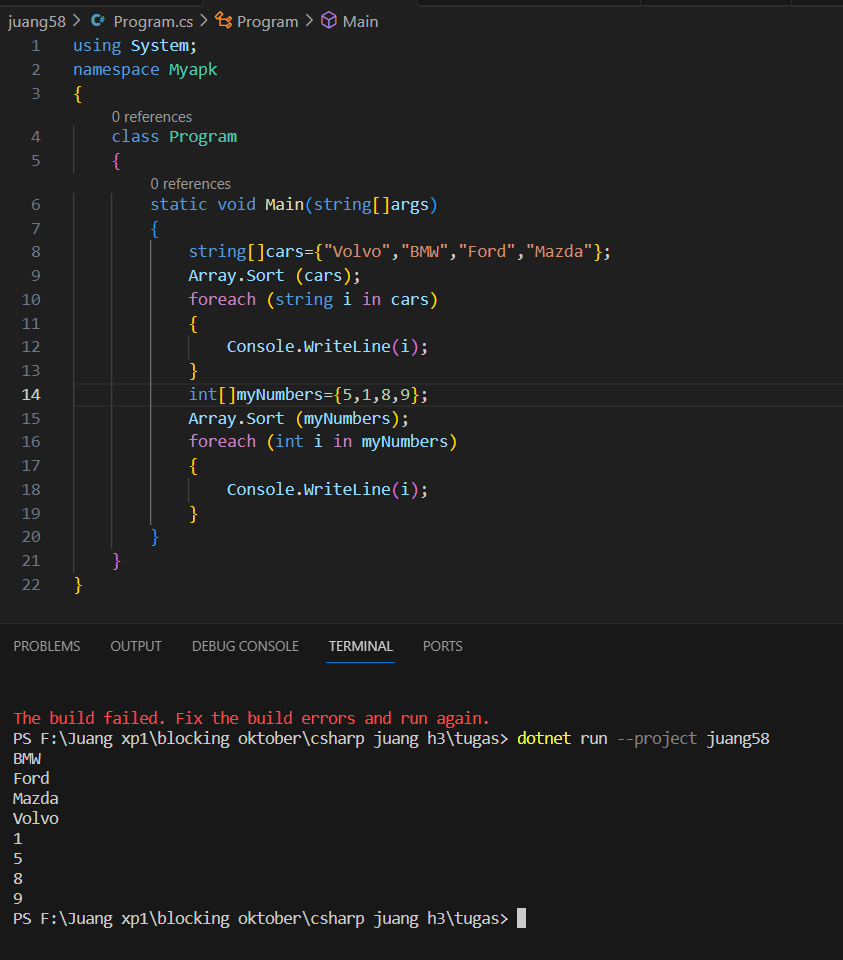 juang58 > C# Program.cs > Program > Main
1 using System;
2 namespace Myapk
3 {
0 references
4 class Program
5 {
0 references
6 static void Main(string[]args)
7 {
8 string[]cars={"Volvo","BMW","Ford","Mazda"};
9 Array.Sort (cars);
10 foreach (string i in cars)
11 {
12 Console.WriteLine(i);
13 }
14 int[]myNumbers={5,1,8,9};
15 Array.Sort (myNumbers);
16 foreach (int i in myNumbers)
17 {
18 Console.WriteLine(i);
19 }
20 }
21 }
22 }
PROBLEMS OUTPUT DEBUG CONSOLE TERMINAL PORTS
The build failed. Fix the build errors and run again.
PS F:\Juang xp1\blocking oktober\csharp juang h3\tugas> dotnet run --project juang58
BMW
Ford
Mazda
Volvo
1
5
8
9
PS F:\Juang xp1\blocking oktober\csharp juang h3\tugas>